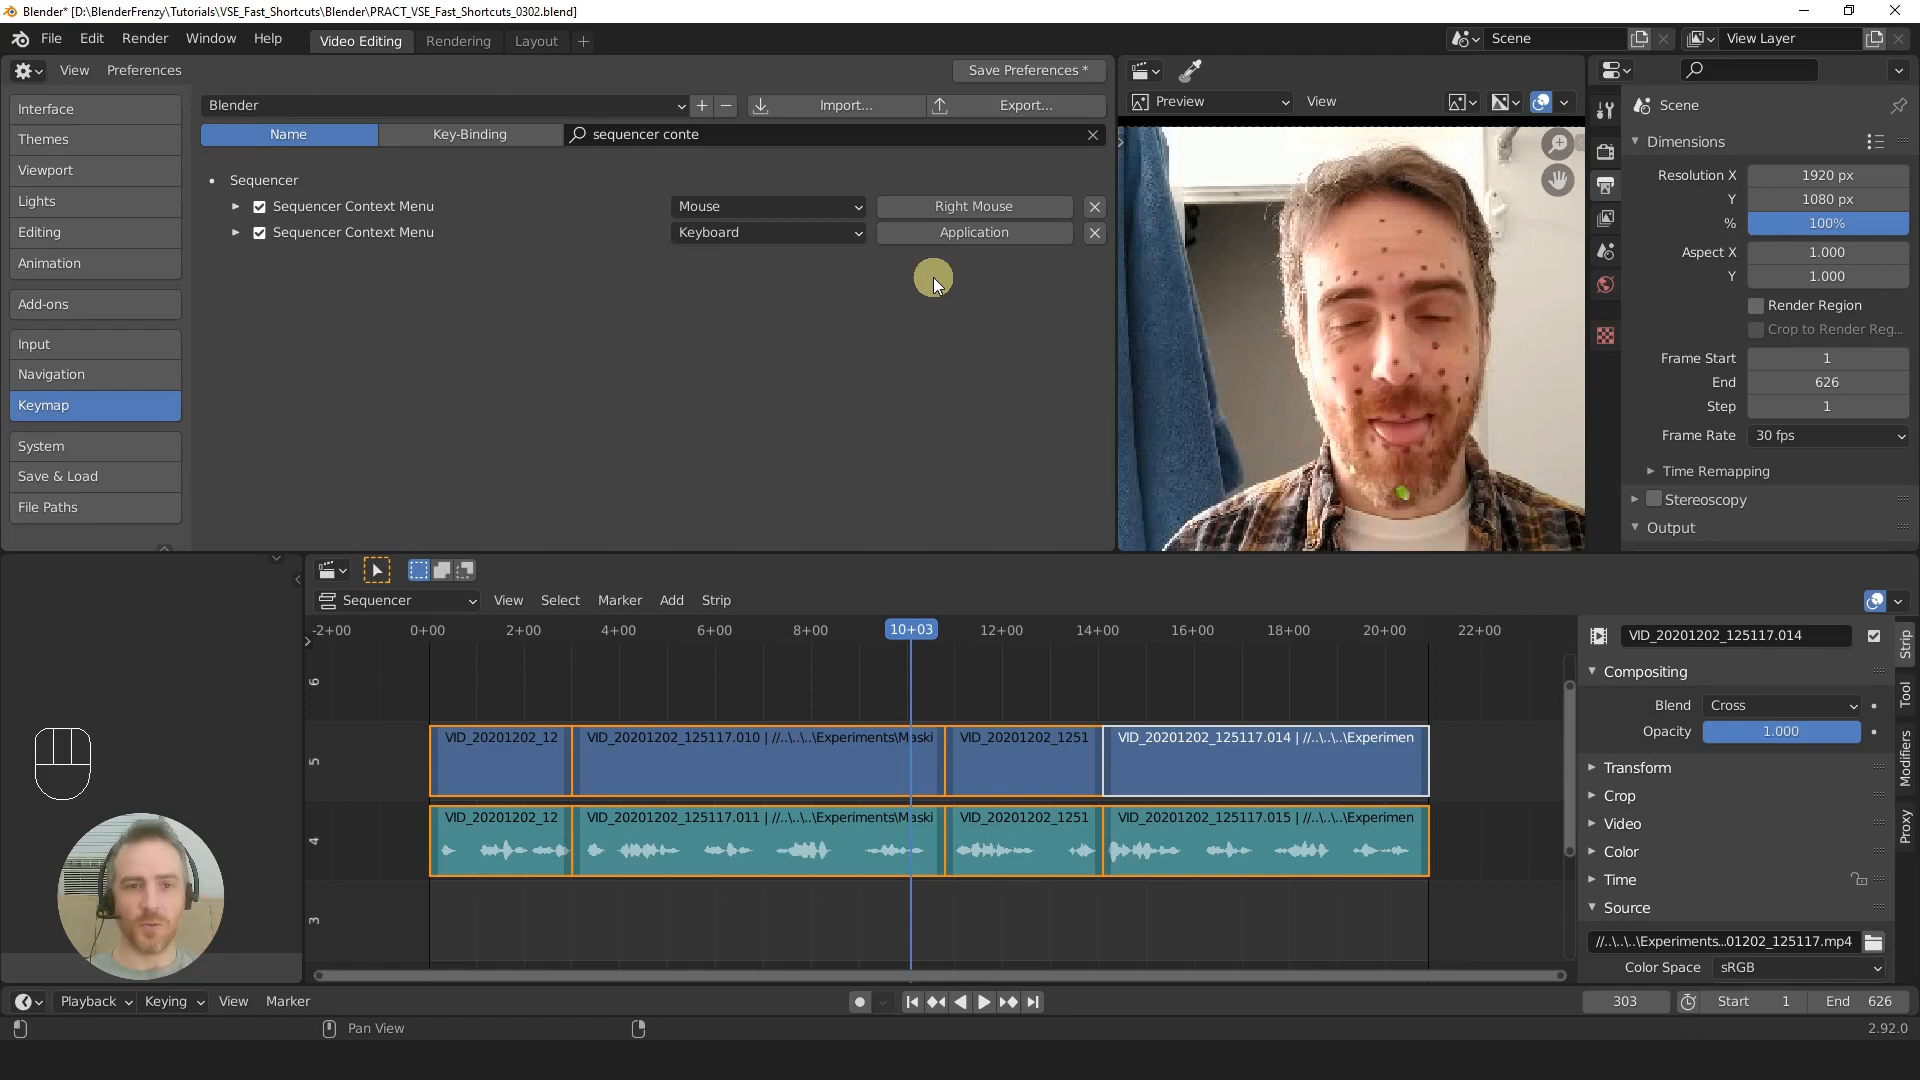 Blender* [D:\BlenderFrenzy\Tutorials\VSE_Fast_Shortcuts\Blender\PRACT_VSE_Fast_Shortcuts_0302.blend]
File Edit Render Window Help Video Editing Rendering Layout Scene View Layer
View Preferences Save Preferences *
Interface
Themes
Viewport
Lights
Editing
Animation
Add-ons
Input
Navigation
Keymap
System
Save & Load
File Paths
Blender Import... Export...
Name Key-Binding sequencer conte
Sequencer
Sequencer Context Menu Mouse Right Mouse
Sequencer Context Menu Keyboard Application
Preview View
Scene
Dimensions
Resolution X 1920 px
Y 1080 px
% 100%
Aspect X 1.000
Y 1.000
Render Region
Crop to Render Reg...
Frame Start 1
End 626
Step 1
Frame Rate 30 fps
Time Remapping
Stereoscopy
Output
Sequencer View Select Marker Add Strip
-2+00 0+00 2+00 4+00 6+00 8+00 10+03 12+00 14+00 16+00 18+00 20+00 22+00
6
5
4
3
VID_20201202_12 VID_20201202_125117.010 | //..\..\..\Experiments\Maski VID_20201202_1251 VID_20201202_125117.014 | //..\..\..\Experimen
VID_20201202_12 VID_20201202_125117.011 | //..\..\..\Experiments\Maski VID_20201202_1251 VID_20201202_125117.015 | //..\..\..\Experimen
VID_20201202_125117.014
Compositing
Blend Cross
Opacity 1.000
Transform
Crop
Video
Color
Time
Source
//..\..\..\Experiments...01202_125117.mp4
Color Space sRGB
Strip
Tool
Modifiers
Proxy
Playback Keying View Marker 303 Start 1 End 626
Pan View 2.92.0